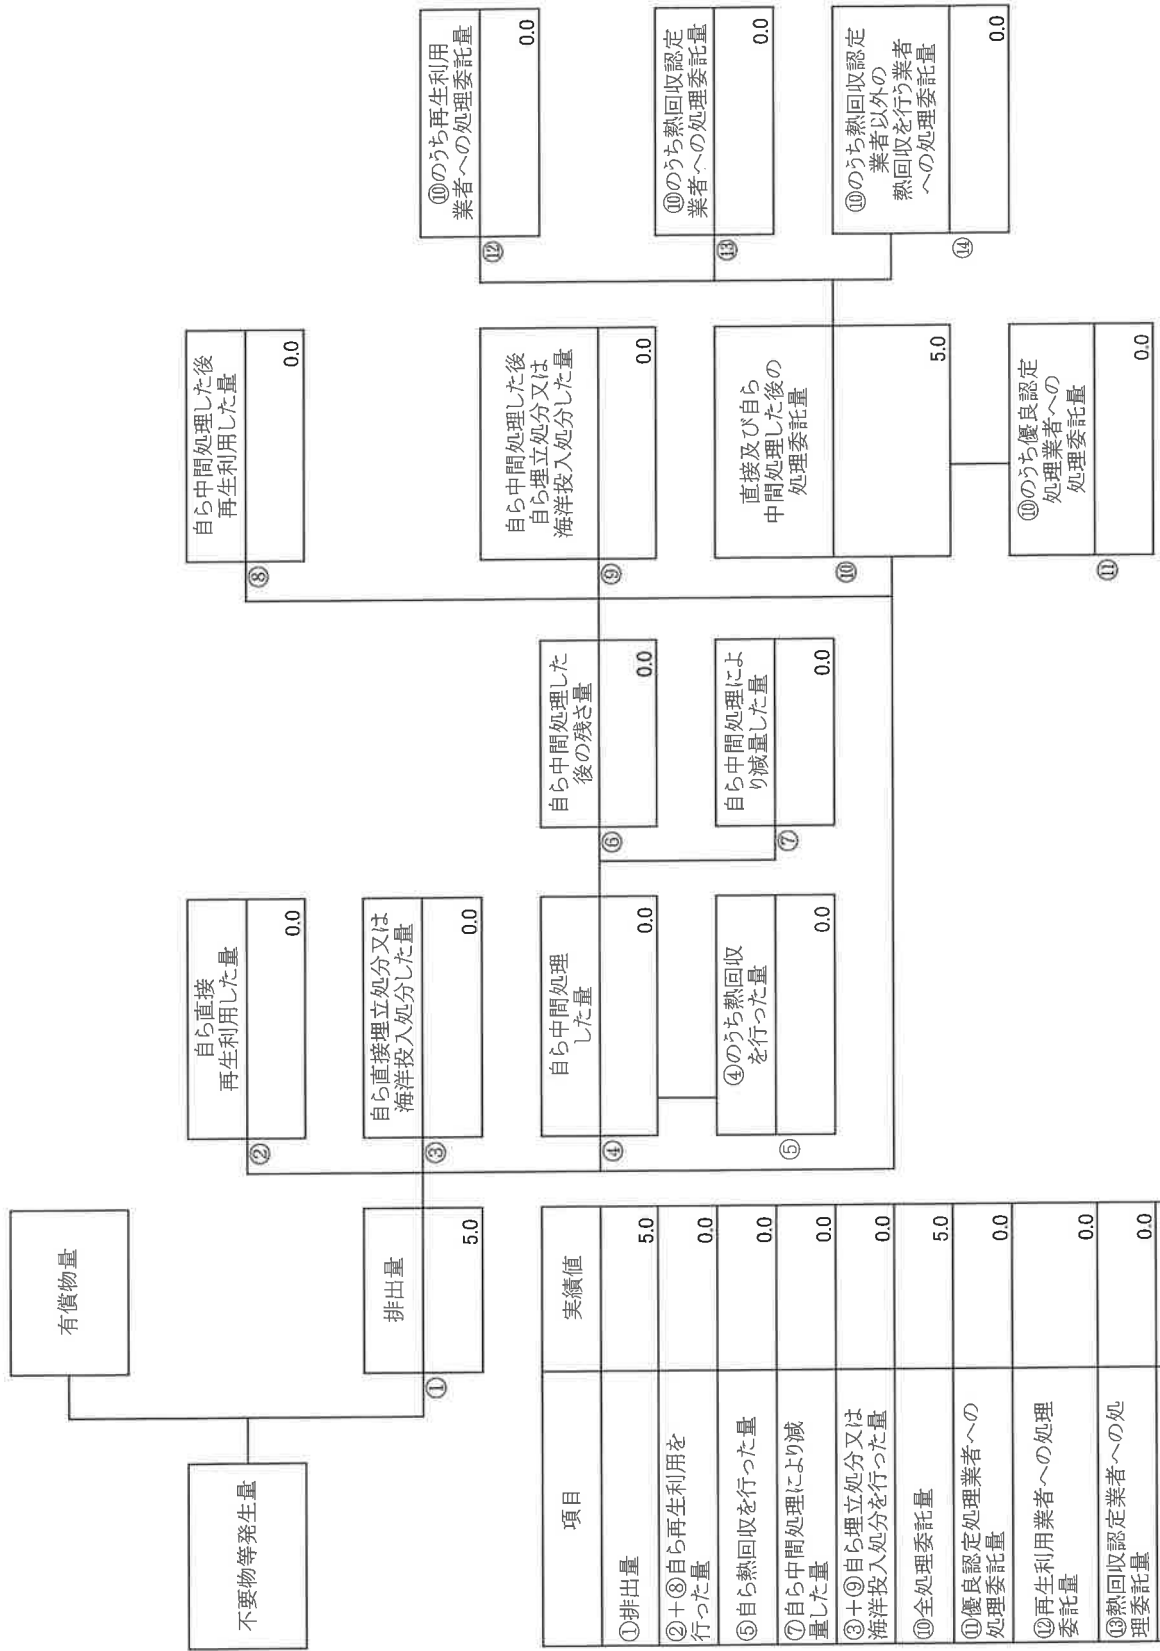 不要物等発生量
有償物量
①
排出量
5.0
②
自ら直接
再生利用した量
0.0
③
自ら直接埋立処分又は
海洋投入処分した量
0.0
④
自ら中間処理
した量
0.0
⑤
④のうち熱回収
を行った量
0.0
⑥
自ら中間処理した
後の残さ量
0.0
⑦
自ら中間処理によ
り減量した量
0.0
⑧
自ら中間処理した後
再生利用した量
0.0
⑨
自ら中間処理した後
自ら埋立処分又は
海洋投入処分した量
0.0
⑩
直接及び自ら
中間処理した後の
処理委託量
5.0
⑪
⑩のうち優良認定
処理業者への
処理委託量
0.0
⑫
⑩のうち再生利用
業者への処理委託量
0.0
⑬
⑩のうち熱回収認定
業者への処理委託量
0.0
⑭
⑩のうち熱回収認定
業者以外の
熱回収を行う業者
への処理委託量
0.0
項目 実績値
①排出量 5.0
②+⑧自ら再生利用を
行った量 0.0
⑤自ら熱回収を行った量 0.0
⑦自ら中間処理により減
量した量 0.0
③+⑨自ら埋立処分又は
海洋投入処分を行った量 0.0
⑩全処理委託量 5.0
⑪優良認定処理業者への
処理委託量 0.0
⑫再生利用業者への処理
委託量 0.0
⑬熱回収認定業者への処
理委託量 0.0